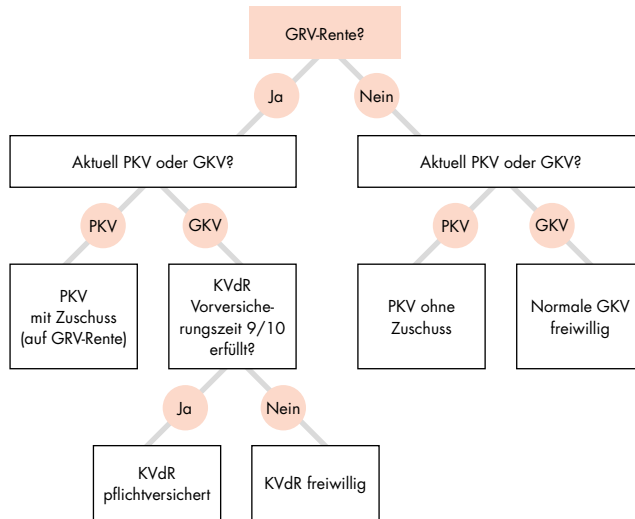 GRV-Rente?
Ja
Nein
Aktuell PKV oder GKV?
Aktuell PKV oder GKV?
PKV
GKV
PKV
GKV
PKV
mit Zuschuss
(auf GRV-Rente)
KVdR
Vorversiche-
rungszeit 9/10
erfüllt?
PKV ohne
Zuschuss
Normale GKV
freiwillig
Ja
Nein
KVdR
pflichtversichert
KVdR freiwillig